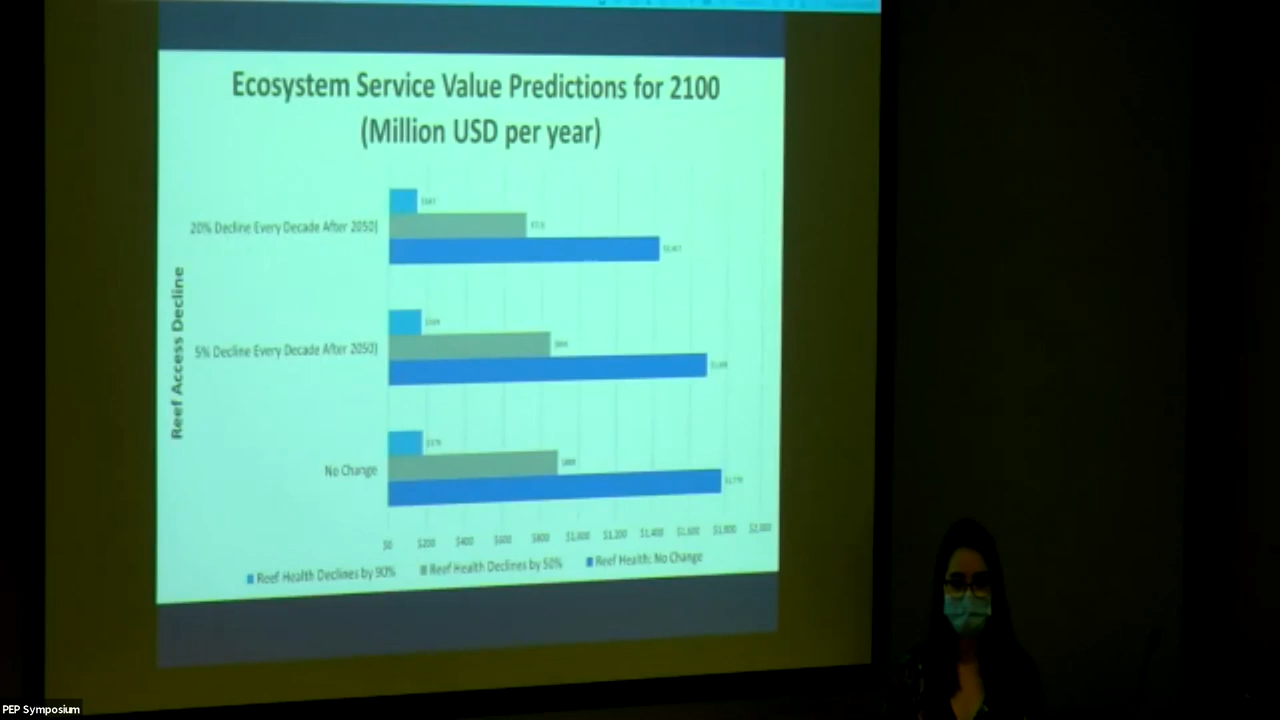 Ecosystem Service Value Predictions for 2100
(Million USD per year)
Reef Access Decline
20% Decline Every Decade After 2050)
5% Decline Every Decade After 2050)
No Change
$0 $200 $400 $600 $800 $1,000 $1,200 $1,400 $1,600 $1,800 $2,000
Reef Health Declines by 90% Reef Health Declines by 50% Reef Health: No Change
PEP Symposium